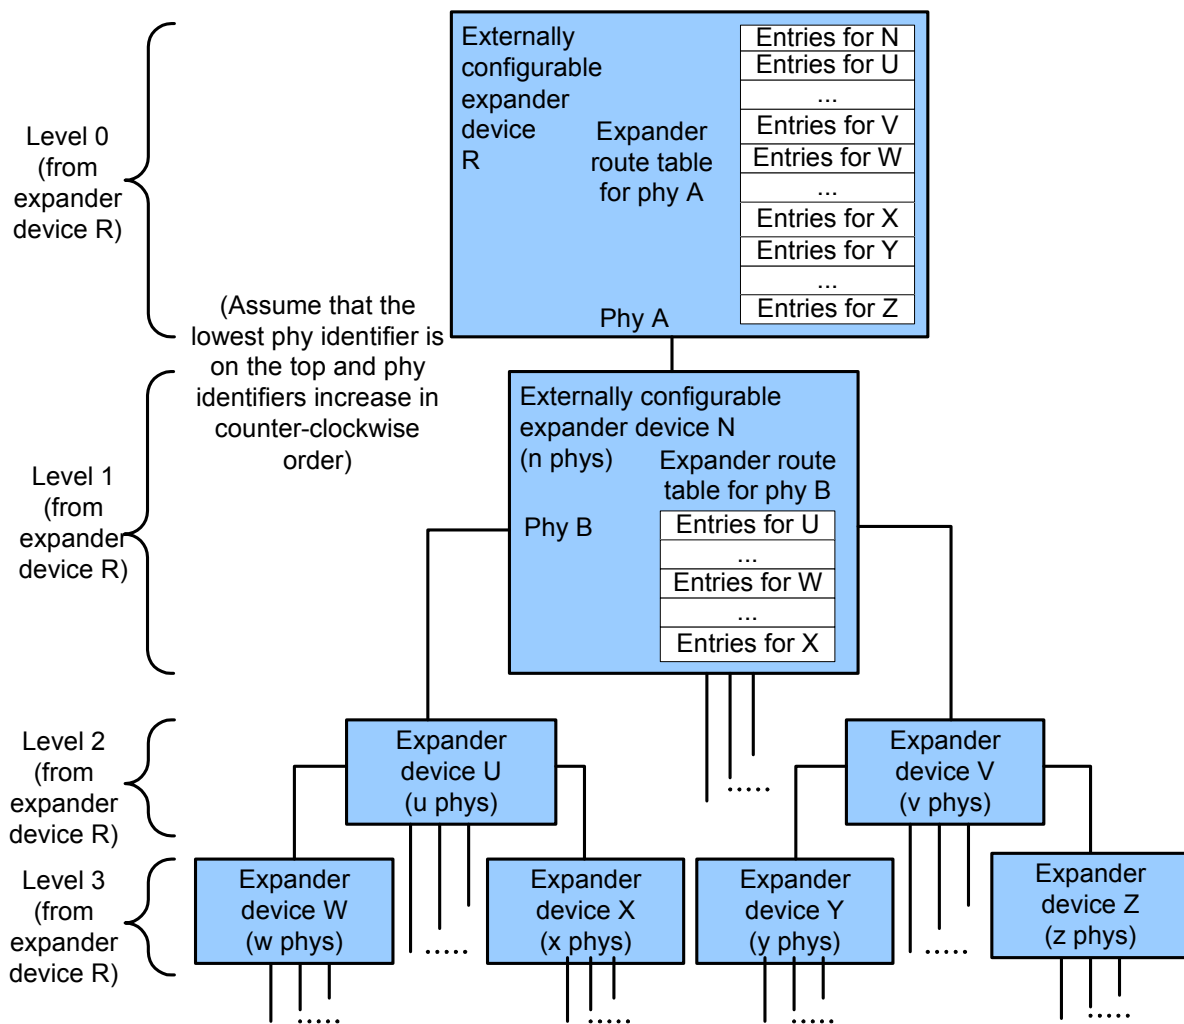 Level 0
(from
expander
device R)
Externally
configurable
expander
device
R
Expander
route table
for phy A
Entries for N
Entries for U
...
Entries for V
Entries for W
...
Entries for X
Entries for Y
...
Entries for Z
Phy A
(Assume that the
lowest phy identifier is
on the top and phy
identifiers increase in
counter-clockwise
order)
Level 1
(from
expander
device R)
Externally configurable
expander device N
(n phys)
Expander route
table for phy B
Phy B
Entries for U
...
Entries for W
...
Entries for X
Level 2
(from
expander
device R)
Expander
device U
(u phys)
Expander
device V
(v phys)
Level 3
(from
expander
device R)
Expander
device W
(w phys)
Expander
device X
(x phys)
Expander
device Y
(y phys)
Expander
device Z
(z phys)